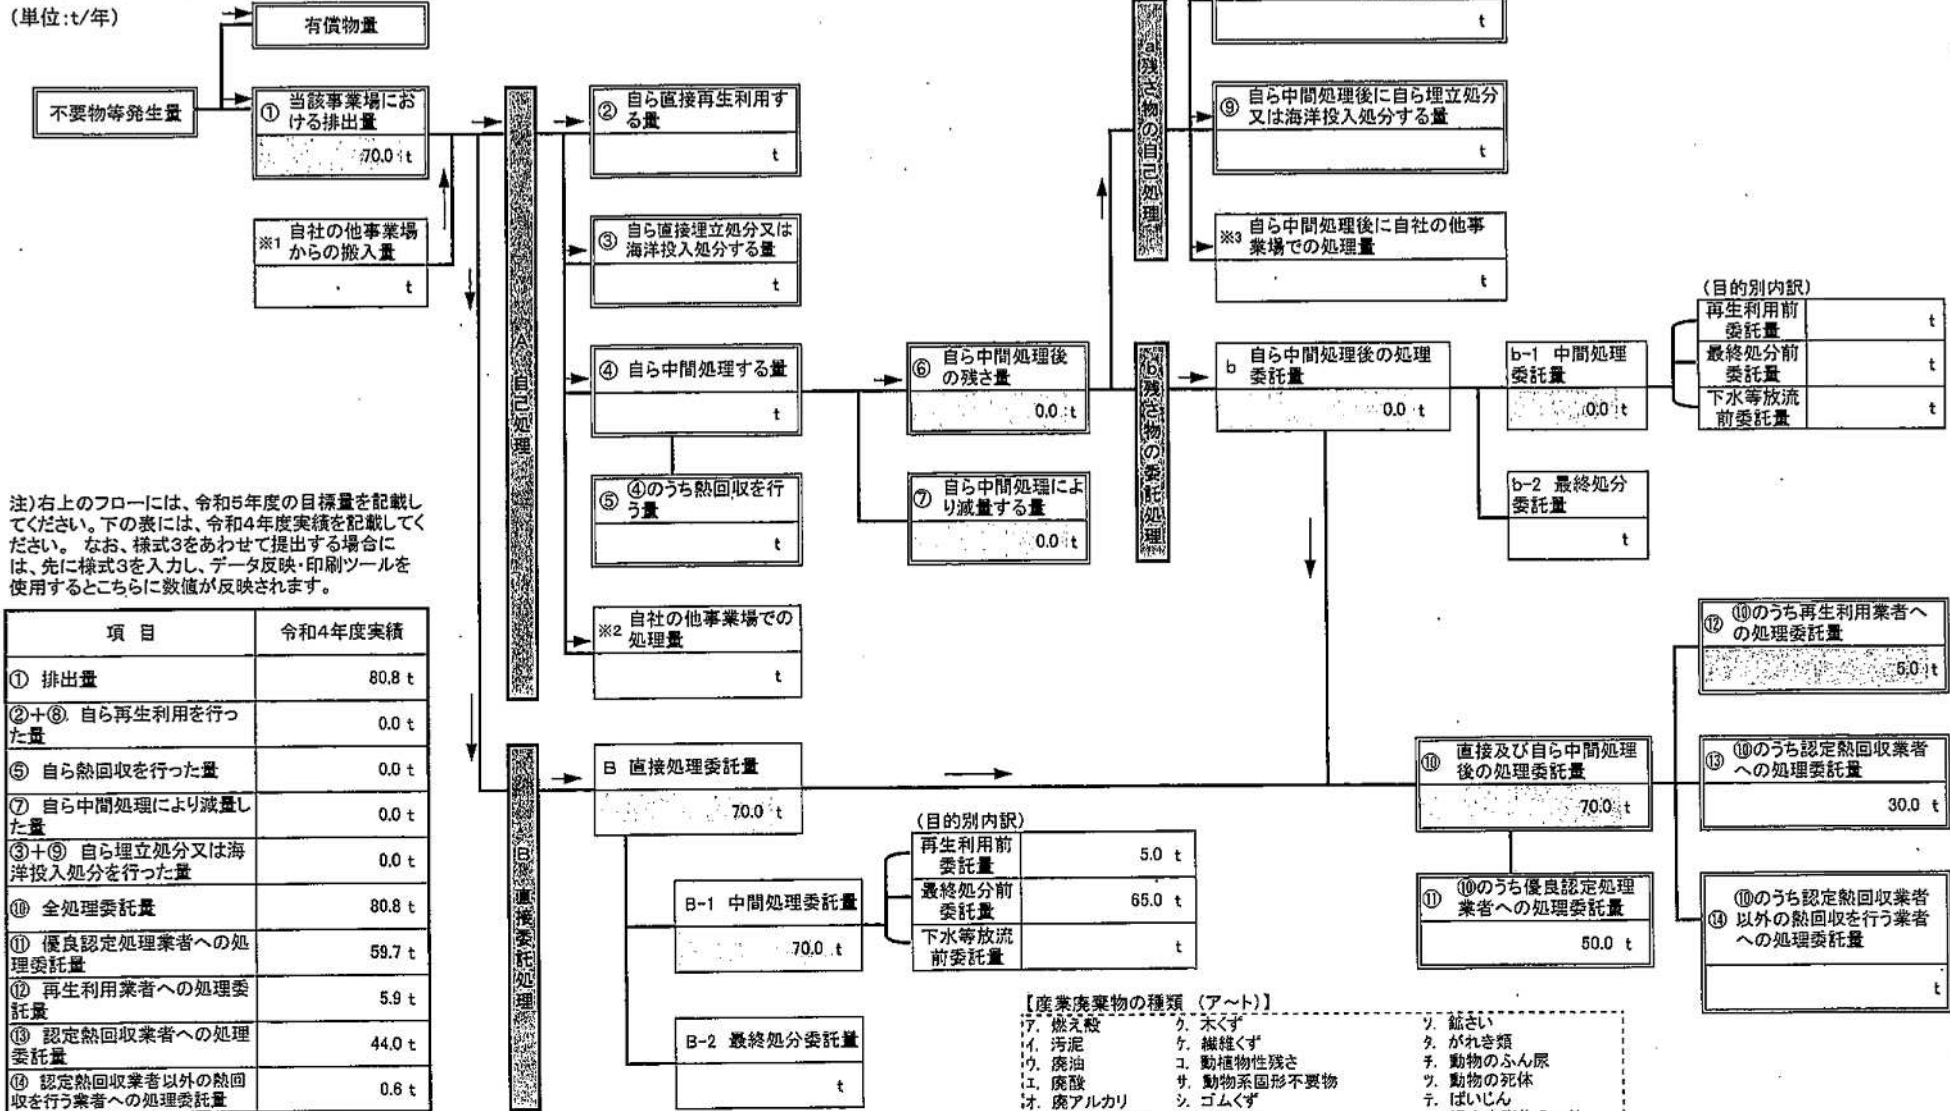 (単位:t/年)
有償物量
不要物等発生量
① 当該事業場にお
ける排出量
70.0 t
※1 自社の他事業場
からの搬入量
t
A 自己処理
② 自ら直接再生利用す
る量
t
③ 自ら直接埋立処分又は
海洋投入処分する量
t
④ 自ら中間処理する量
t
⑤ ④のうち熱回収を行
う量
t
※2 自社の他事業場での
処理量
t
⑥ 自ら中間処理後
の残さ量
0.0 t
⑦ 自ら中間処理によ
り減量する量
0.0 t
a 残さ物の自己処理
t
⑨ 自ら中間処理後に自ら埋立処分
又は海洋投入処分する量
t
※3 自ら中間処理後に自社の他事
業場での処理量
t
b 残さ物の委託処理
b 自ら中間処理後の処理
委託量
0.0 t
b-1 中間処理
委託量
0.0 t
b-2 最終処分
委託量
t
(目的別内訳)
再生利用前
委託量
t
最終処分前
委託量
t
下水等放流
前委託量
t
注)右上のフローには、令和5年度の目標量を記載し
てください。下の表には、令和4年度実績を記載してく
ださい。 なお、様式3をあわせて提出する場合に
は、先に様式3を入力し、データ反映・印刷ツールを
使用するとこちらに数値が反映されます。
項 目 令和4年度実績
① 排出量 80.8 t
②+⑧ 自ら再生利用を行っ
た量 0.0 t
⑤ 自ら熱回収を行った量 0.0 t
⑦ 自ら中間処理により減量し
た量 0.0 t
③+⑨ 自ら埋立処分又は海
洋投入処分を行った量 0.0 t
⑩ 全処理委託量 80.8 t
⑪ 優良認定処理業者への処
理委託量 59.7 t
⑫ 再生利用業者への処理委
託量 5.9 t
⑬ 認定熱回収業者への処理
委託量 44.0 t
⑭ 認定熱回収業者以外の熱回
収を行う業者への処理委託量 0.6 t
B 直接委託処理
B 直接処理委託量
70.0 t
B-1 中間処理委託量
70.0 t
B-2 最終処分委託量
t
(目的別内訳)
再生利用前
委託量
5.0 t
最終処分前
委託量
65.0 t
下水等放流
前委託量
t
⑩ 直接及び自ら中間処理
後の処理委託量
70.0 t
⑪ ⑩のうち優良認定処理
業者への処理委託量
50.0 t
⑫ ⑩のうち再生利用業者へ
の処理委託量
5.0 t
⑬ ⑩のうち認定熱回収業者
への処理委託量
30.0 t
⑭ ⑩のうち認定熱回収業者
以外の熱回収を行う業者
への処理委託量
t
【産業廃棄物の種類 (ア～ト)】
ア. 燃え殻 ク. 木くず ソ. 鉱さい
イ. 汚泥 ケ. 繊維くず タ. がれき類
ウ. 廃油 コ. 動植物性残さ チ. 動物のふん尿
エ. 廃酸 サ. 動物系固形不要物 ツ. 動物の死体
オ. 廃アルカリ シ. ゴムくず テ. ばいじん